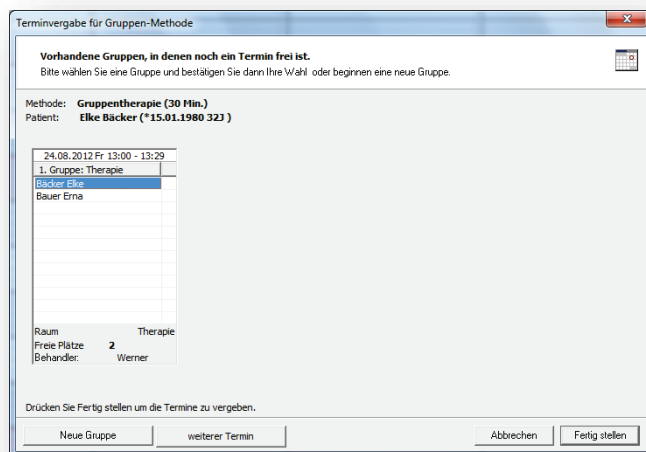 Terminvergabe für Gruppen-Methode
x
Vorhandene Gruppen, in denen noch ein Termin frei ist.
Bitte wählen Sie eine Gruppe und bestätigen Sie dann Ihre Wahl oder beginnen eine neue Gruppe.
Methode: Gruppentherapie (30 Min.)
Patient: Elke Bäcker (*15.01.1980 32J )
24.08.2012 Fr 13:00 - 13:29
1. Gruppe: Therapie
Bäcker Elke
Bauer Erna
Raum Therapie
Freie Plätze 2
Behandler: Werner
Drücken Sie Fertig stellen um die Termine zu vergeben.
Neue Gruppe weiterer Termin Abbrechen Fertig stellen